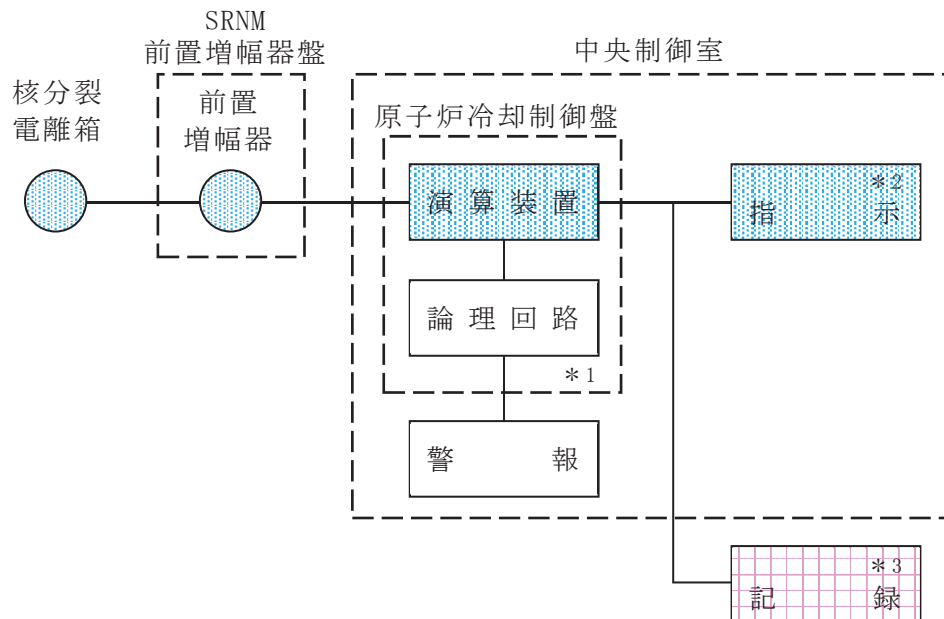 SRNM
前置増幅器盤
中央制御室
核分裂
電離箱
前置
増幅器
原子炉冷却制御盤
演算装置
*2
指示
論理回路
*1
警報
*3
記録